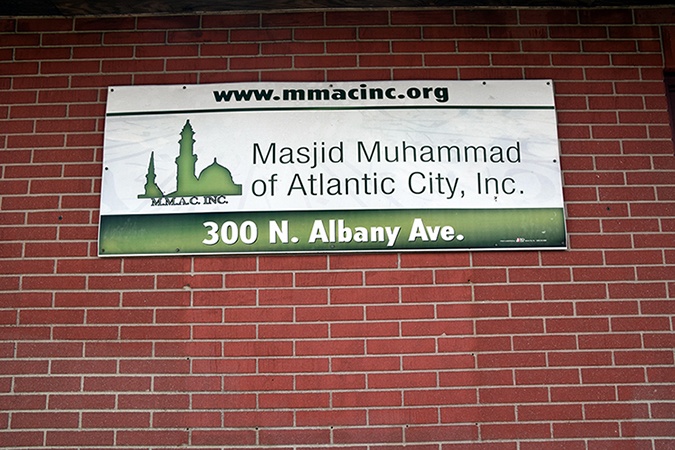 www.mmacinc.org
Masjid Muhammad
of Atlantic City, Inc.
M.M.A.C. INC.
300 N. Albany Ave.